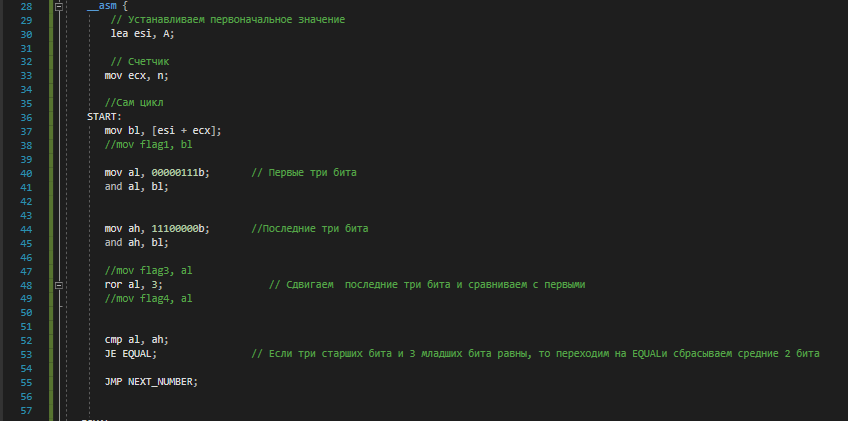 28 __asm {
29 // Устанавливаем первоначальное значение
30 lea esi, A;
31
32 // Счетчик
33 mov ecx, n;
34
35 //Сам цикл
36 START:
37 mov bl, [esi + ecx];
38 //mov flag1, bl
39
40 mov al, 00000111b; // Первые три бита
41 and al, bl;
42
43
44 mov ah, 11100000b; //Последние три бита
45 and ah, bl;
46
47 //mov flag3, al
48 ror al, 3; // Сдвигаем  последние три бита и сравниваем с первыми
49 //mov flag4, al
50
51
52 cmp al, ah;
53 JE EQUAL; // Если три старших бита и 3 младших бита равны, то переходим на EQUALи сбрасываем средние 2 бита
54
55 JMP NEXT_NUMBER;
56
57